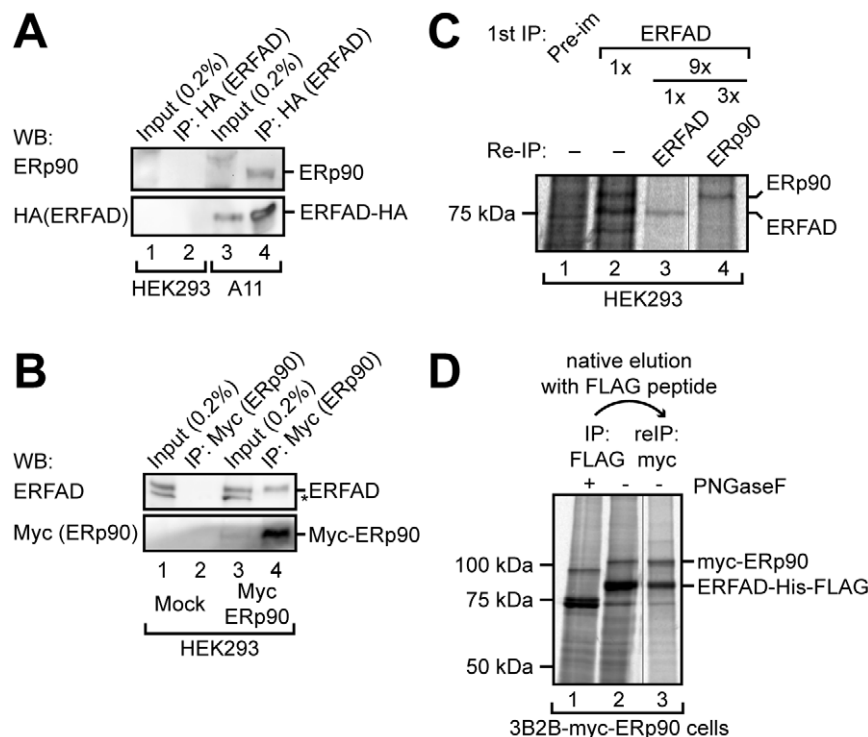 A
Input (0.2%)
IP: HA (ERFAD)
Input (0.2%)
IP: HA (ERFAD)
WB:
ERp90
ERp90
HA(ERFAD)
ERFAD-HA
1 2 3 4
HEK293 A11
B
Input (0.2%)
IP: Myc (ERp90)
Input (0.2%)
IP: Myc (ERp90)
WB:
ERFAD
ERFAD
*
Myc (ERp90)
Myc-ERp90
1 2 3 4
Mock Myc
ERp90
HEK293
C
1st IP: Pre-im ERFAD
1x 9x
1x 3x
Re-IP: – – ERFAD ERp90
ERp90
75 kDa
ERFAD
1 2 3 4
HEK293
D
native elution
with FLAG peptide
IP: reIP:
FLAG myc
+ - - PNGaseF
100 kDa myc-ERp90
ERFAD-His-FLAG
75 kDa
50 kDa
1 2 3
3B2B-myc-ERp90 cells